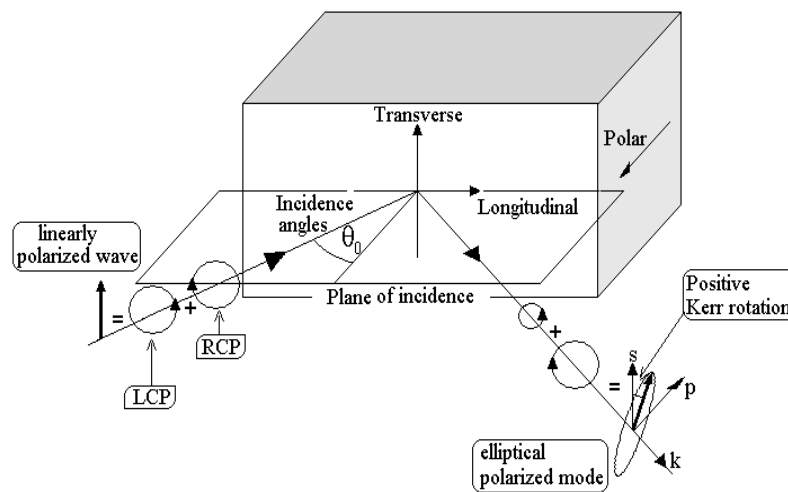 Transverse
Polar
Incidence
angles
Longitudinal
θ0
linearly
polarized wave
=
+
RCP
LCP
Plane of incidence
Positive
Kerr rotation
+
=
s
p
k
elliptical
polarized mode